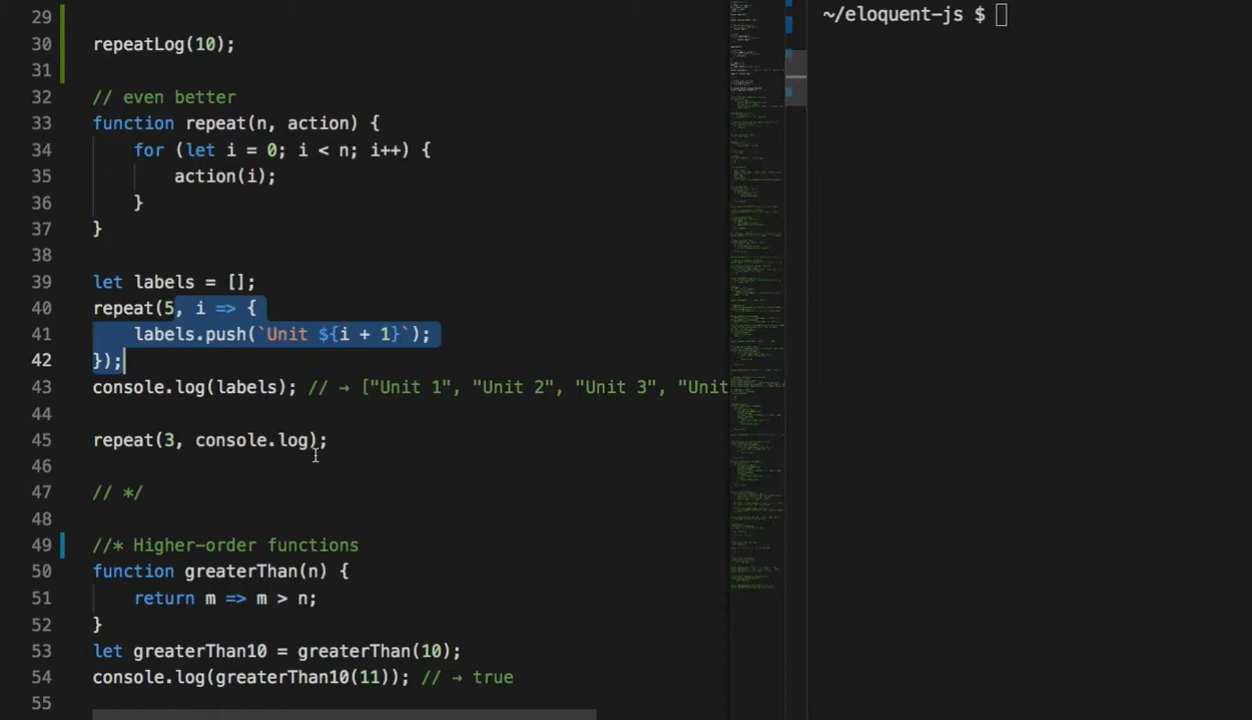 29
30 repeatLog(10);
31
32 // even better
33 function repeat(n, action) {
34 for (let i = 0; i < n; i++) {
35 action(i);
36 }
37 }
38
39 let labels = [];
40 repeat(5, i => {
41 labels.push(`Unit ${i + 1}`);
42 });
43 console.log(labels); // → ["Unit 1", "Unit 2", "Unit 3", "Unit
44
45 repeat(3, console.log);
46
47 // */
48
49 //* Higher-order functions
50 function greaterThan(n) {
51 return m => m > n;
52 }
53 let greaterThan10 = greaterThan(10);
54 console.log(greaterThan10(11)); // → true
55
~/eloquent-js $